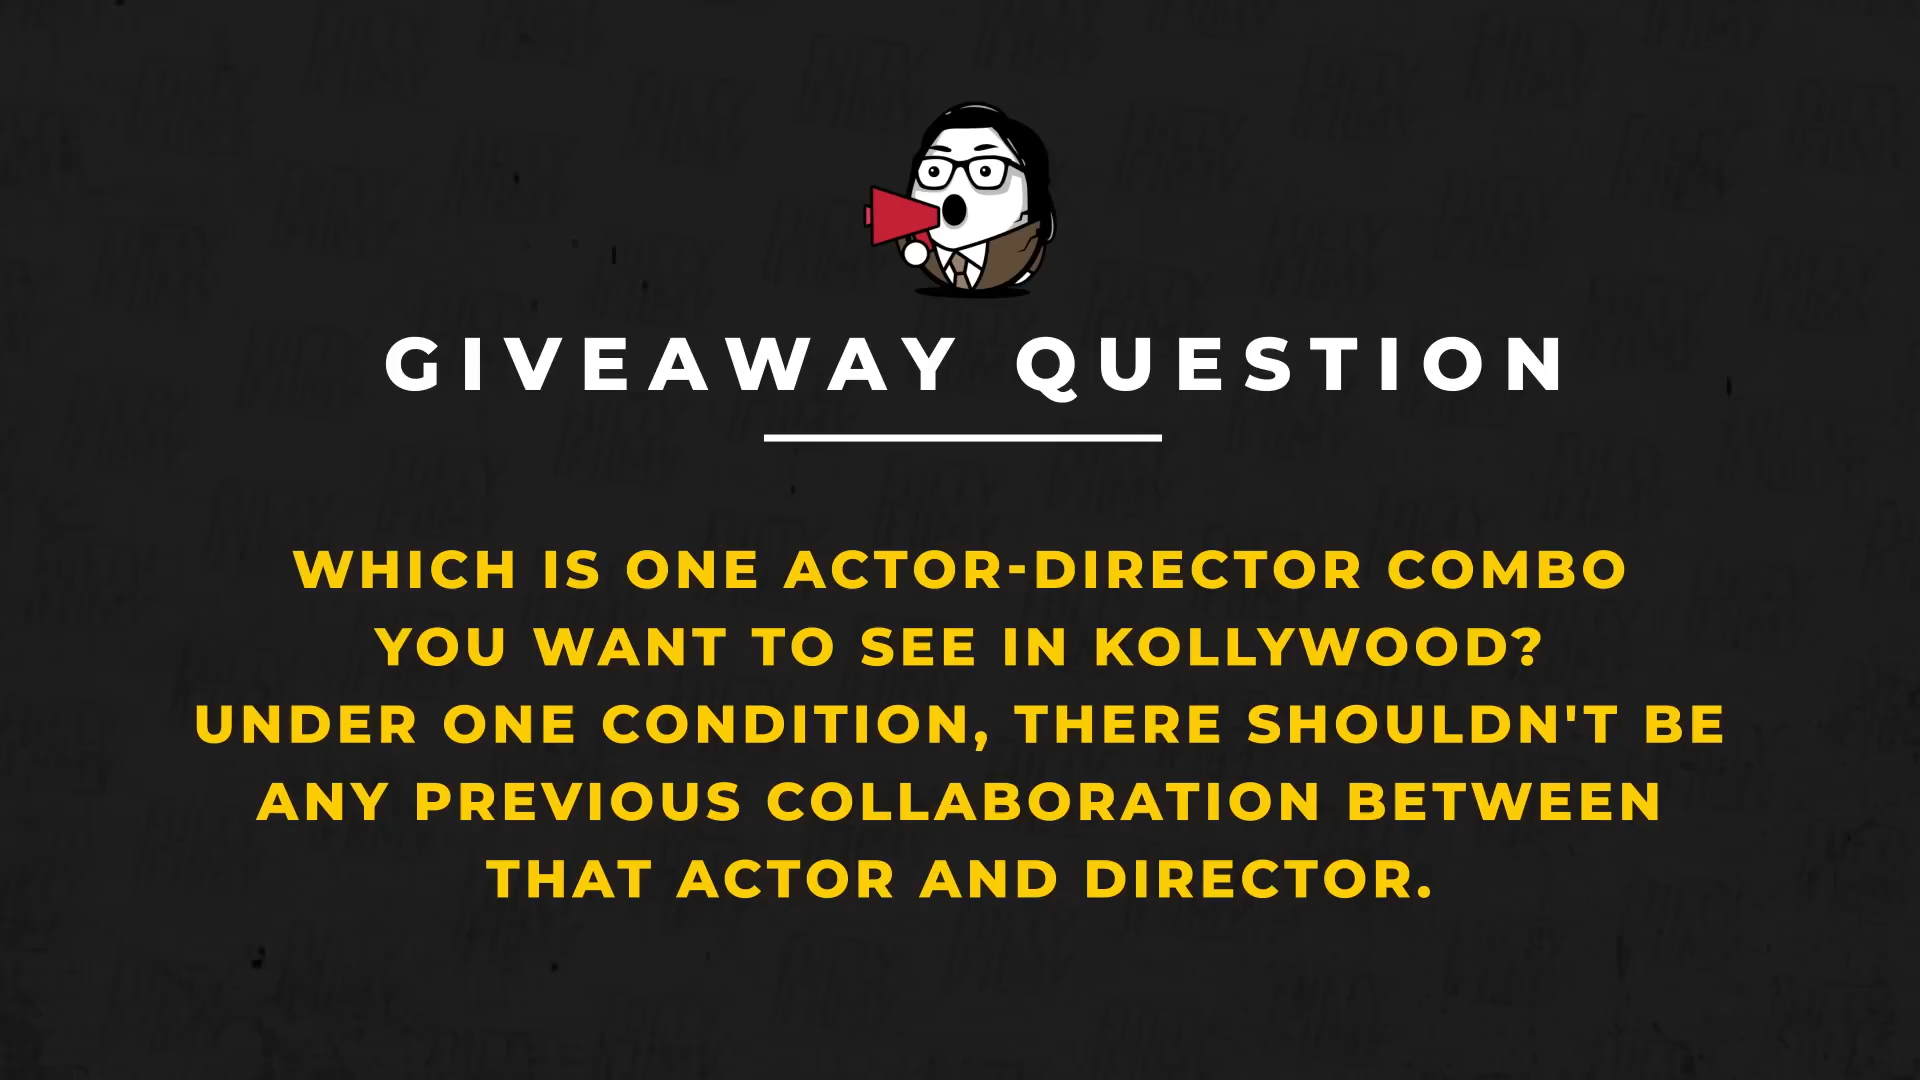 GIVEAWAY QUESTION
WHICH IS ONE ACTOR-DIRECTOR COMBO
YOU WANT TO SEE IN KOLLYWOOD?
UNDER ONE CONDITION, THERE SHOULDN'T BE
ANY PREVIOUS COLLABORATION BETWEEN
THAT ACTOR AND DIRECTOR.